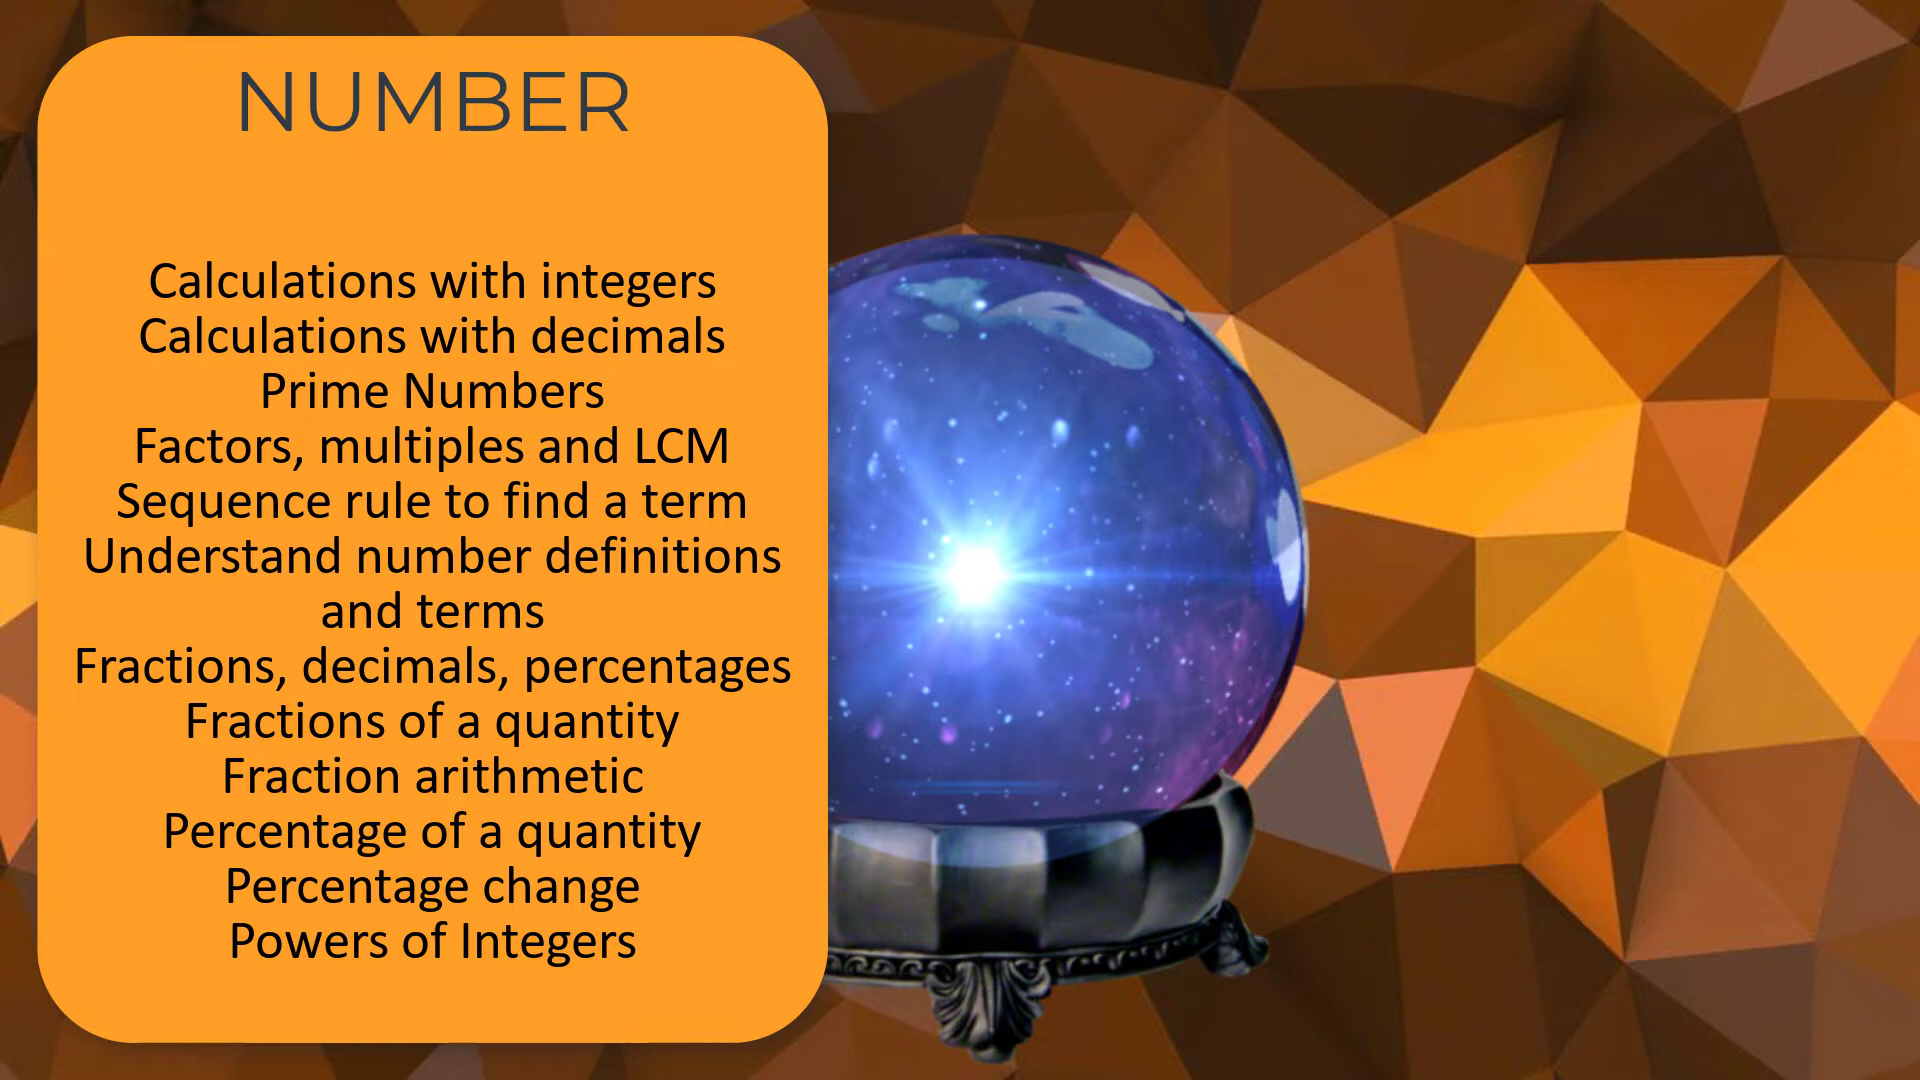 NUMBER
Calculations with integers
Calculations with decimals
Prime Numbers
Factors, multiples and LCM
Sequence rule to find a term
Understand number definitions
and terms
Fractions, decimals, percentages
Fractions of a quantity
Fraction arithmetic
Percentage of a quantity
Percentage change
Powers of Integers